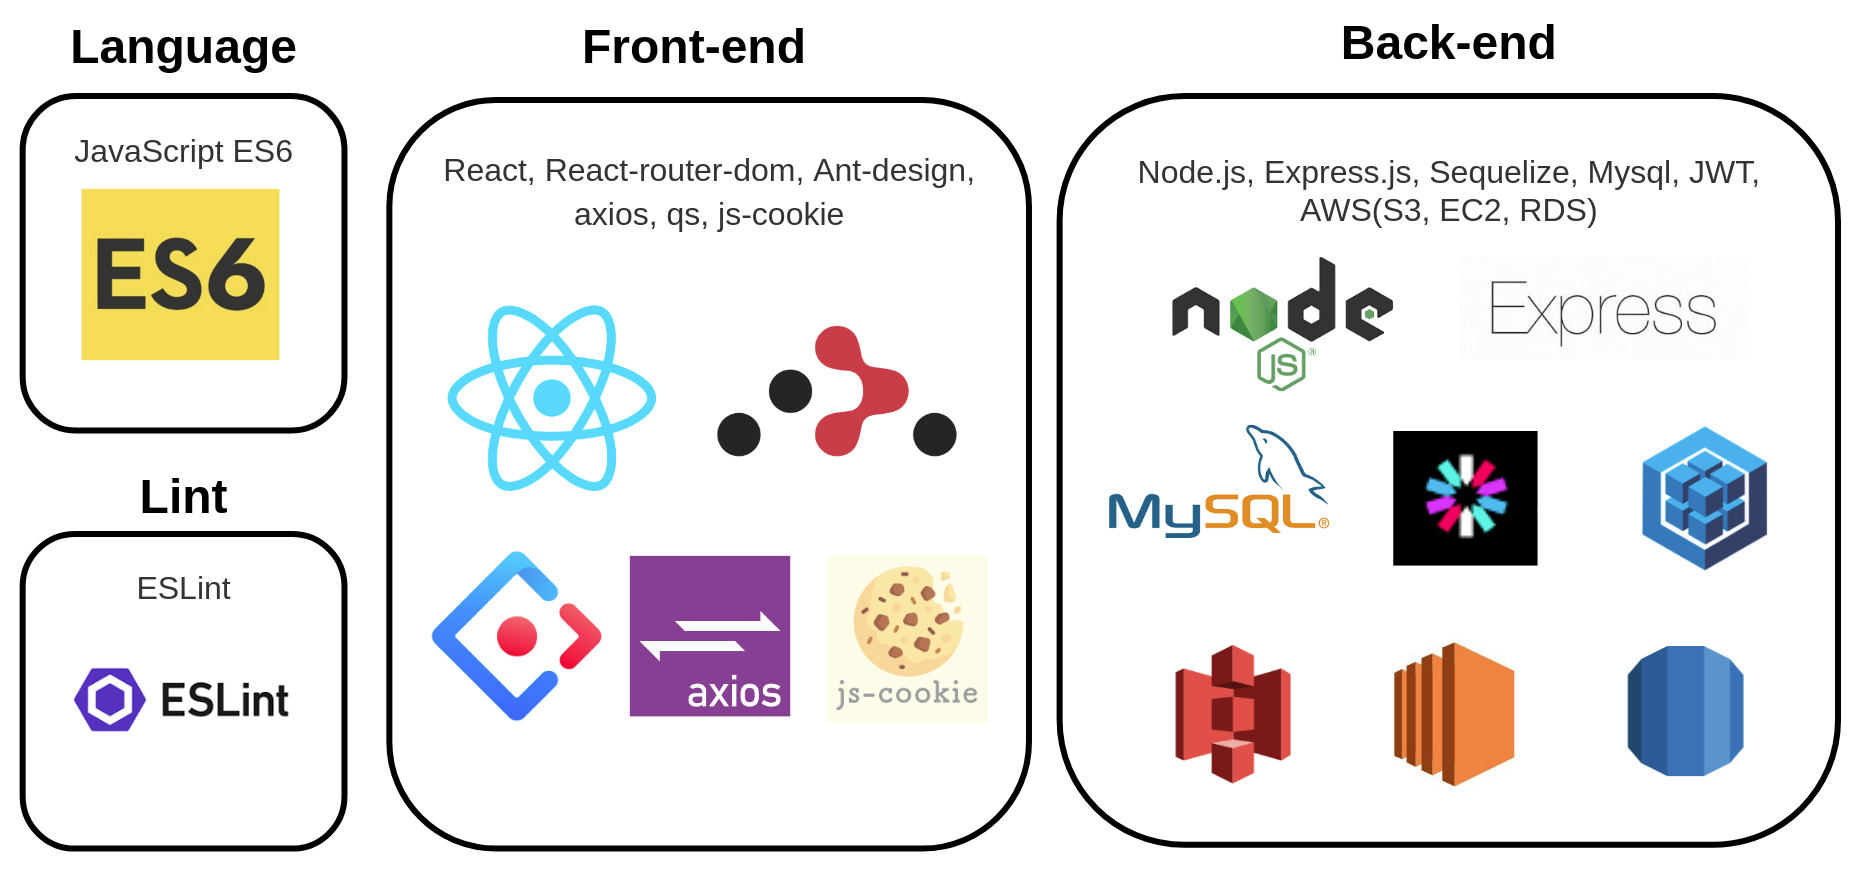 Language
JavaScript ES6
ES6
Lint
ESLint
ESLint
Front-end
React, React-router-dom, Ant-design,
axios, qs, js-cookie
axios
js-cookie
Back-end
Node.js, Express.js, Sequelize, Mysql, JWT,
AWS(S3, EC2, RDS)
node
JS®
Express
MySQL®